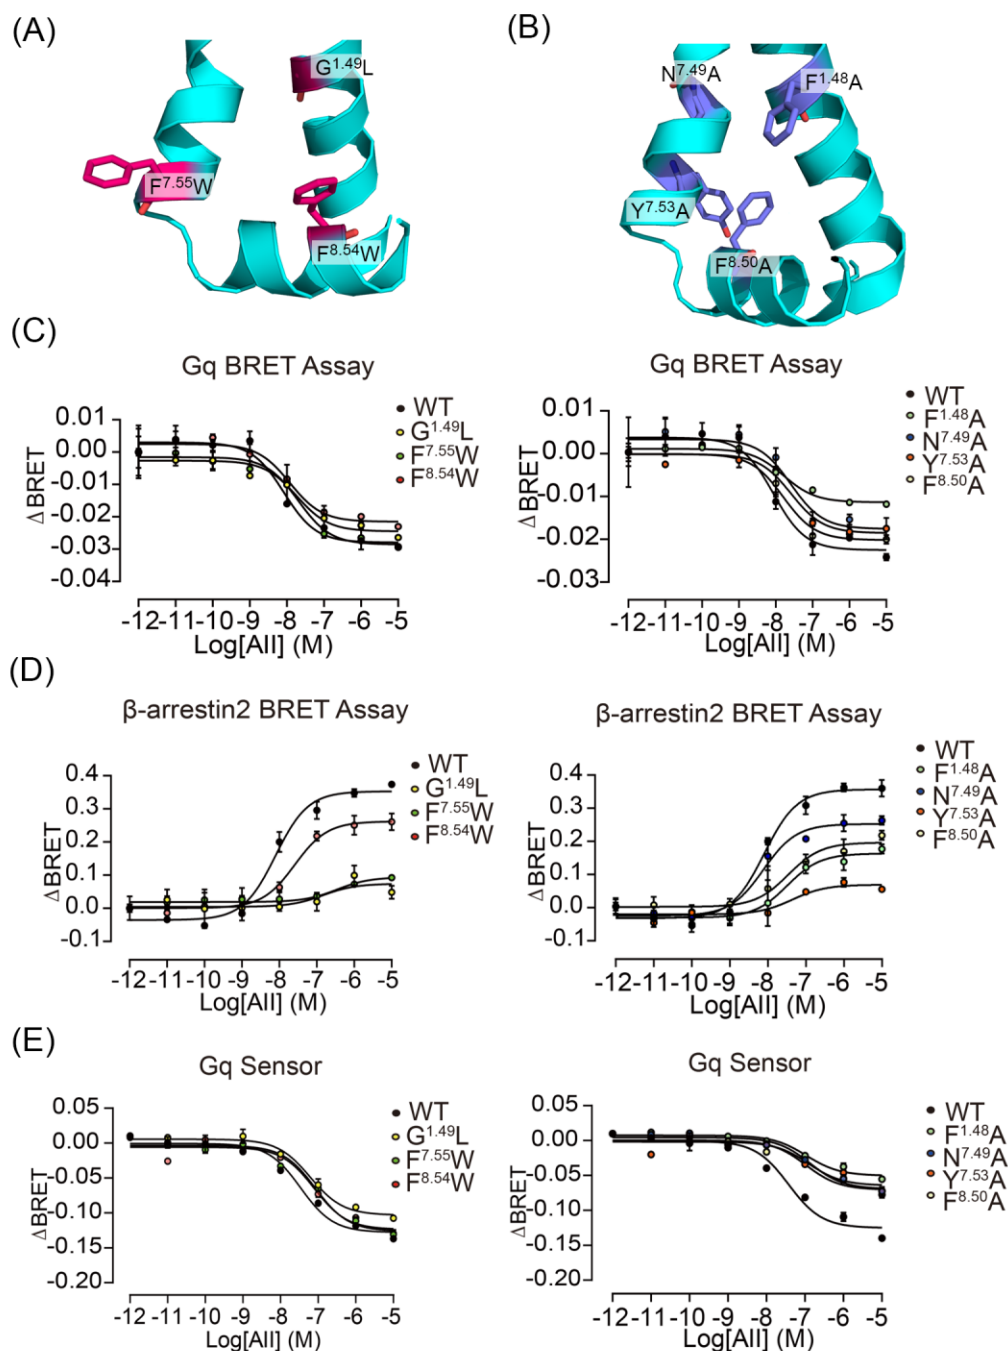 (A)
G1.49L
F7.55W
F8.54W
(B)
N7.49A
F1.48A
Y7.53A
F8.50A
(C)
Gq BRET Assay
ΔBRET
0.01
0.00
-0.01
-0.02
-0.03
-0.04
-12 -11 -10 -9 -8 -7 -6 -5
Log[AII] (M)
WT
G1.49L
F7.55W
F8.54W
Gq BRET Assay
ΔBRET
0.01
0.00
-0.01
-0.02
-0.03
-12 -11 -10 -9 -8 -7 -6 -5
Log[AII] (M)
WT
F1.48A
N7.49A
Y7.53A
F8.50A
(D)
β-arrestin2 BRET Assay
ΔBRET
0.4
0.3
0.2
0.1
0.0
-0.1
-12 -11 -10 -9 -8 -7 -6 -5
Log[AII] (M)
WT
G1.49L
F7.55W
F8.54W
β-arrestin2 BRET Assay
ΔBRET
0.4
0.3
0.2
0.1
0.0
-0.1
-12 -11 -10 -9 -8 -7 -6 -5
Log[AII] (M)
WT
F1.48A
N7.49A
Y7.53A
F8.50A
(E)
Gq Sensor
ΔBRET
0.05
0.00
-0.05
-0.10
-0.15
-0.20
-12 -11 -10 -9 -8 -7 -6 -5
Log[AII] (M)
WT
G1.49L
F7.55W
F8.54W
Gq Sensor
ΔBRET
0.05
0.00
-0.05
-0.10
-0.15
-0.20
-12 -11 -10 -9 -8 -7 -6 -5
Log[AII] (M)
WT
F1.48A
N7.49A
Y7.53A
F8.50A